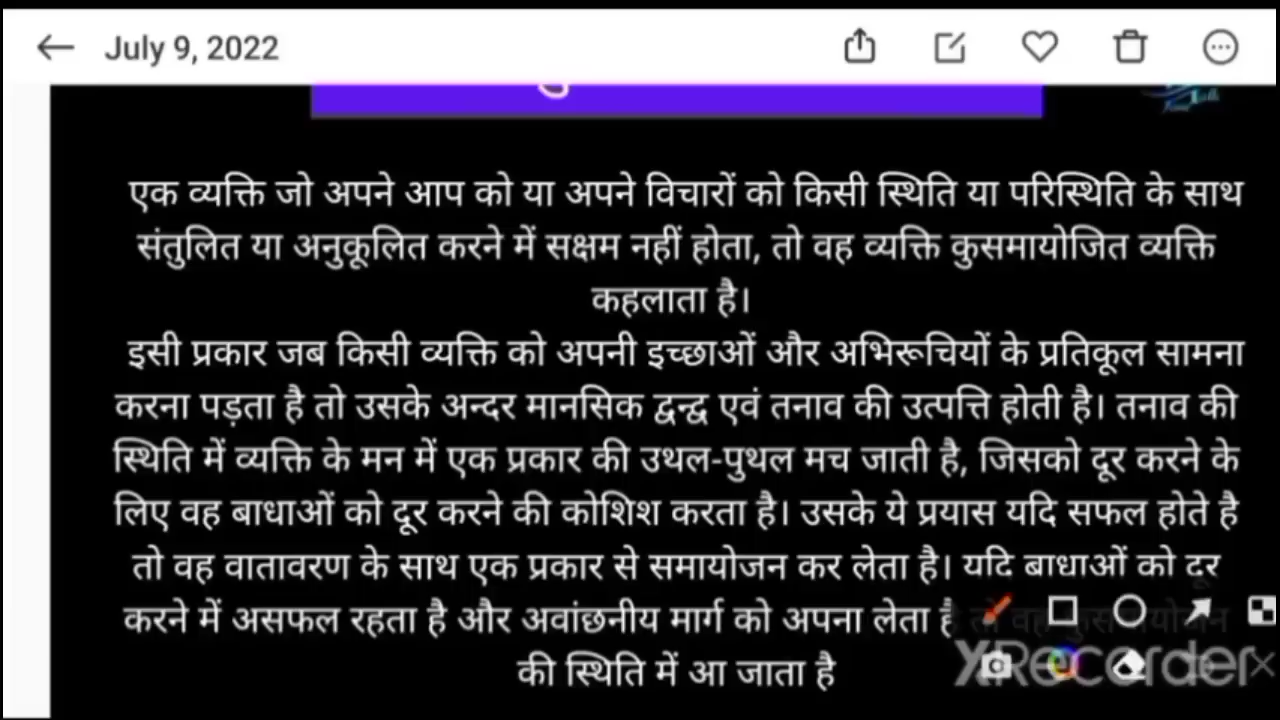 July 9, 2022
एक व्यक्ति जो अपने आप को या अपने विचारों को किसी स्थिति या परिस्थिति के साथ
संतुलित या अनुकूलित करने में सक्षम नहीं होता, तो वह व्यक्ति कुसमायोजित व्यक्ति
कहलाता है।
इसी प्रकार जब किसी व्यक्ति को अपनी इच्छाओं और अभिरूचियों के प्रतिकूल सामना
करना पड़ता है तो उसके अन्दर मानसिक द्वन्द्व एवं तनाव की उत्पत्ति होती है। तनाव की
स्थिति में व्यक्ति के मन में एक प्रकार की उथल-पुथल मच जाती है, जिसको दूर करने के
लिए वह बाधाओं को दूर करने की कोशिश करता है। उसके ये प्रयास यदि सफल होते है
तो वह वातावरण के साथ एक प्रकार से समायोजन कर लेता है। यदि बाधाओं को दूर
करने में असफल रहता है और अवांछनीय मार्ग को अपना लेता है तो वह कुसमायोजन
की स्थिति में आ जाता है
XRecorder